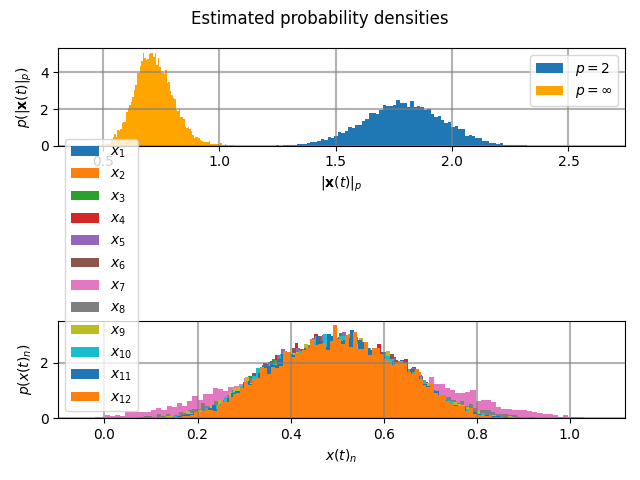 Estimated probability densities
p(|x(t)|_p)
4
2
0
p = 2
p = ∞
0.5 1.0 1.5 2.0 2.5
|x(t)|_p
x_1
x_2
x_3
x_4
x_5
x_6
x_7
x_8
x_9
x_10
x_11
x_12
p(x(t)_n)
2
0
0.0 0.2 0.4 0.6 0.8 1.0
x(t)_n